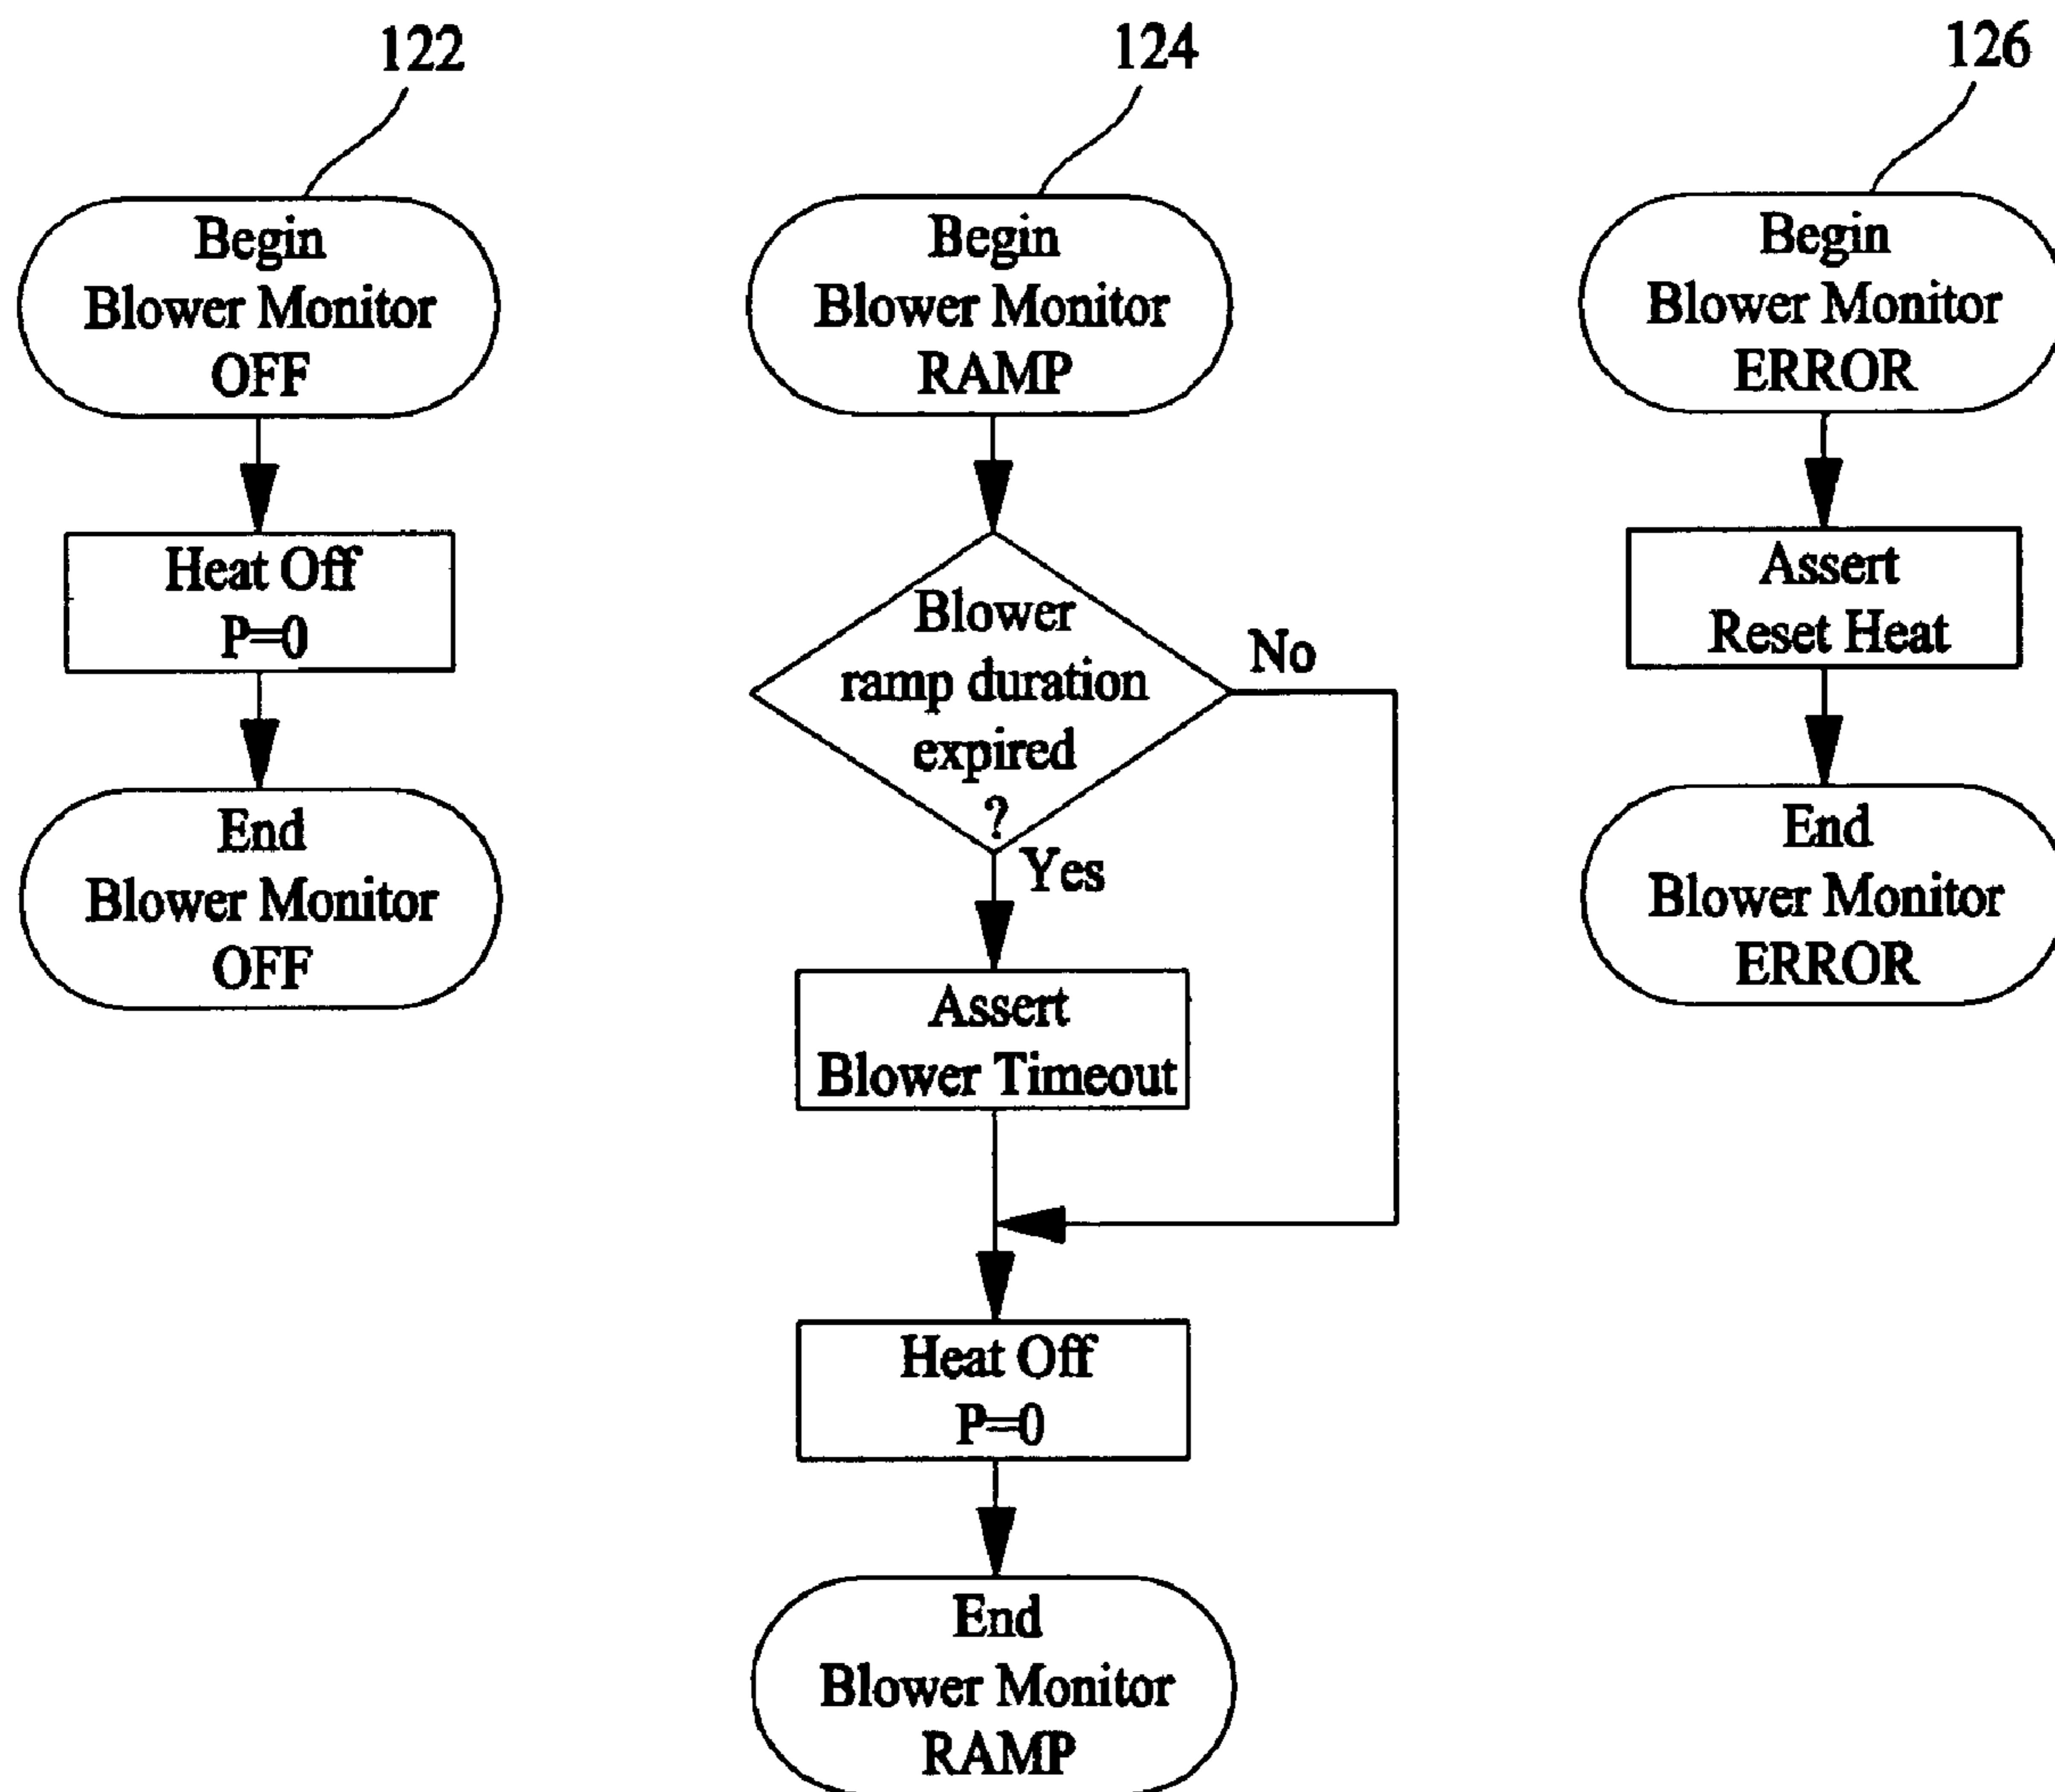 122
Begin
Blower Monitor
OFF
Heat Off
P=0
End
Blower Monitor
OFF
124
Begin
Blower Monitor
RAMP
Blower
ramp duration
expired
?
No
Yes
Assert
Blower Timeout
Heat Off
P=0
End
Blower Monitor
RAMP
126
Begin
Blower Monitor
ERROR
Assert
Reset Heat
End
Blower Monitor
ERROR